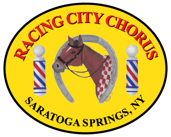 RACING CITY CHORUS
SARATOGA SPRINGS, NY